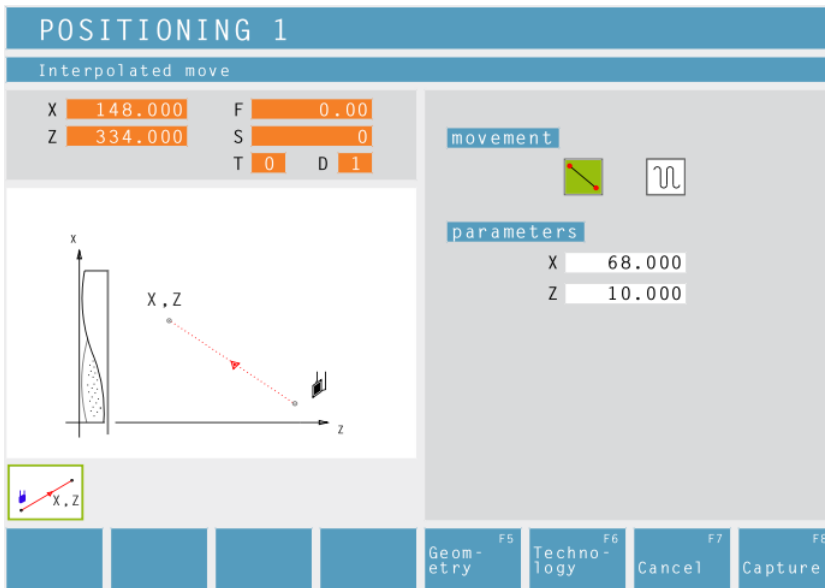 POSITIONING 1
Interpolated move
X 148.000 F 0.00
Z 334.000 S 0
T 0 D 1
movement
parameters
X 68.000
Z 10.000
X
X,Z
Z
X,Z
F5 F6 F7 F8
Geom- Techno-
etry logy Cancel Capture